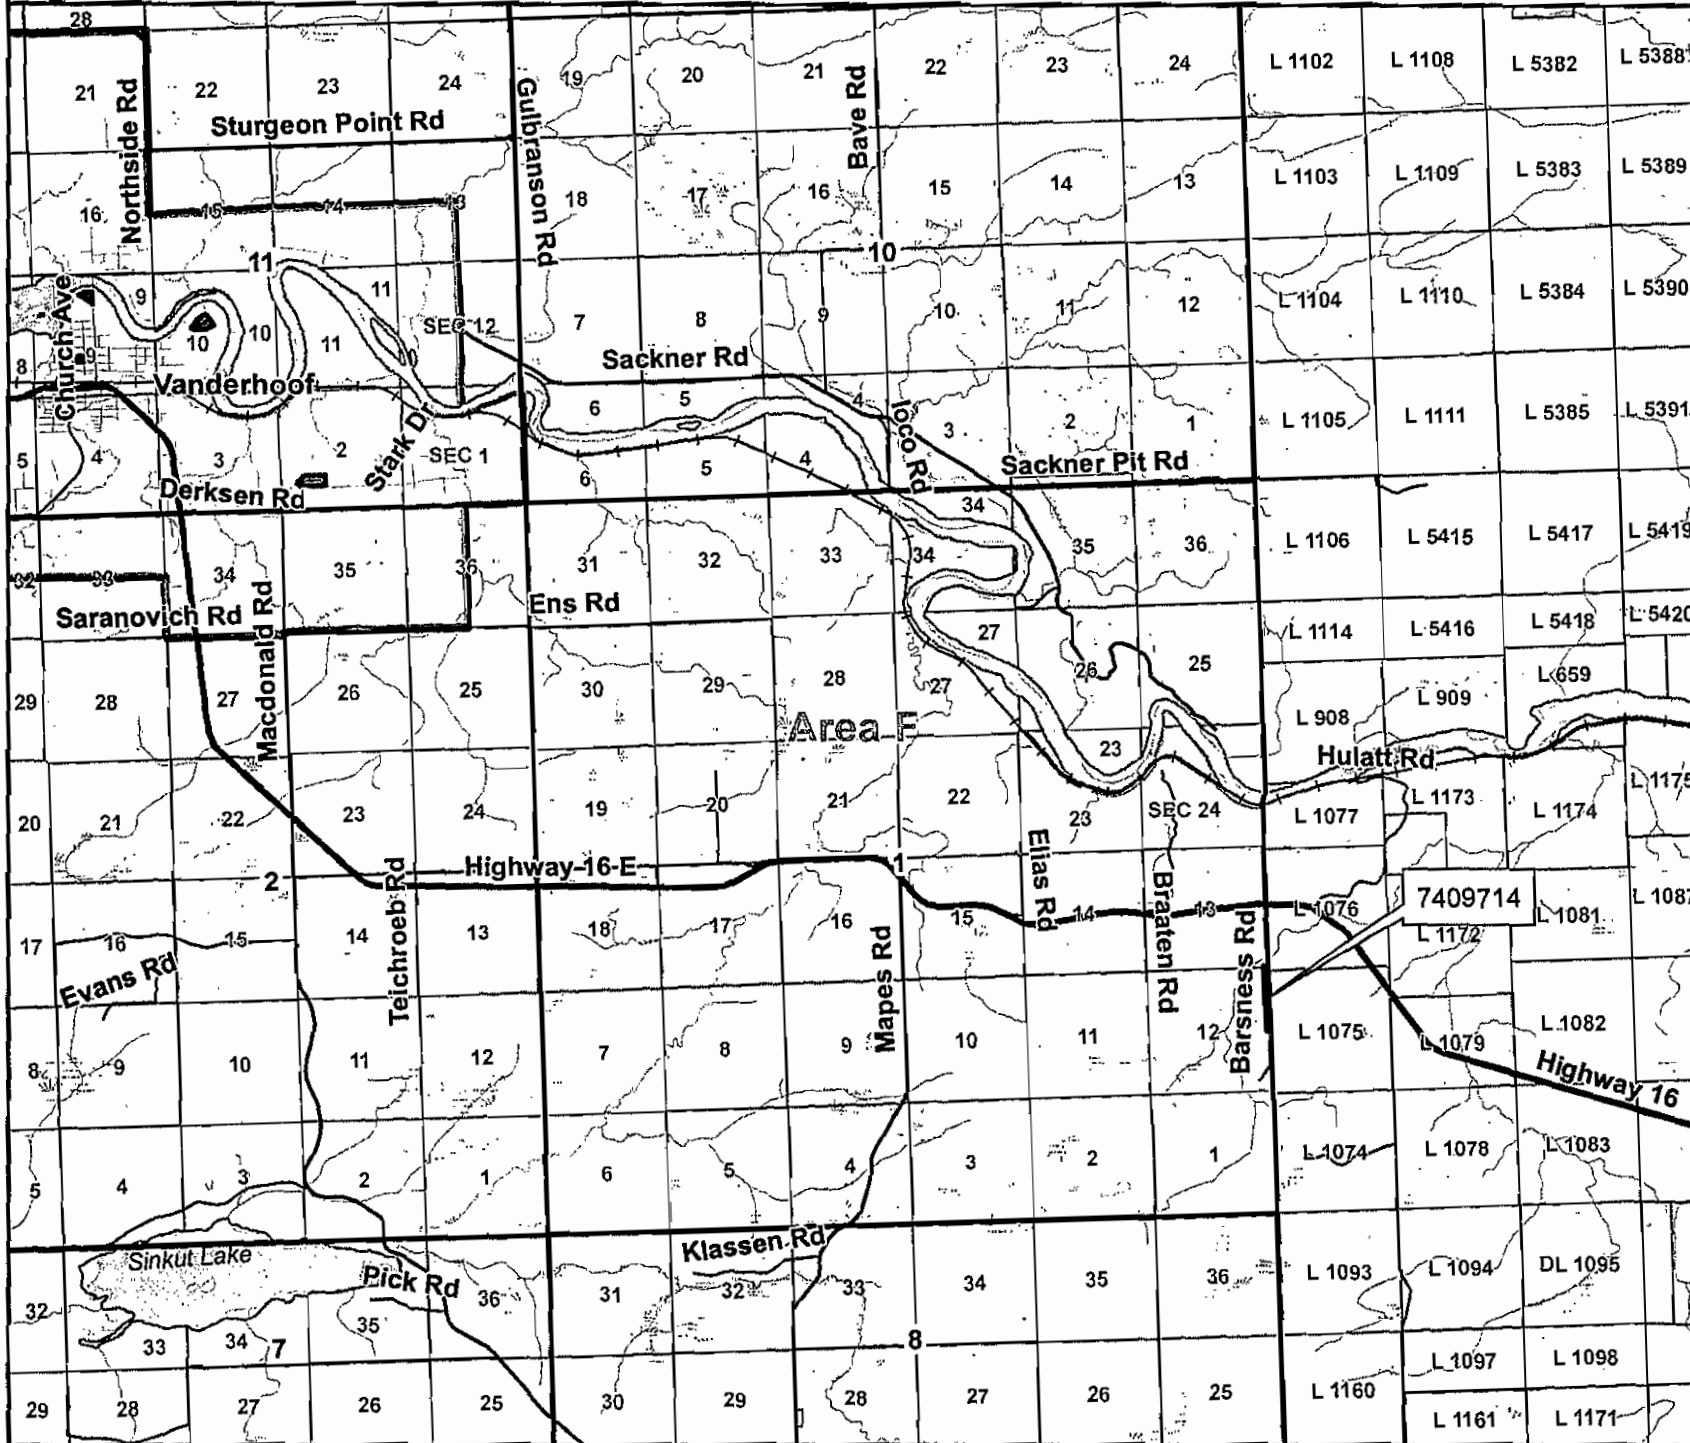 28
21
22
23
24
19
20
21
22
23
24
L 1102
L 1108
L 5382
L 5388
Northside Rd
Sturgeon Point Rd
Gulbranson Rd
Bave Rd
16
15
14
13
18
17
16
15
14
13
L 1103
L 1109
L 5383
L 5389
11
10
9
11
10
11
10
SEC 12
7
8
9
10
11
12
L 1104
L 1110
L 5384
L 5390
Church Ave
8
9
10
Vanderhoof
Sackner Rd
6
5
4
3
2
1
L 1105
L 1111
L 5385
L 5391
5
4
3
2
Stark Dr
SEC 1
6
5
4
Ioco Rd
Sackner Pit Rd
Derksen Rd
34
32
33
34
35
36
31
32
33
34
35
36
L 1106
L 5415
L 5417
L 5419
Saranovich Rd
Macdonald Rd
Ens Rd
27
L 1114
L 5416
L 5418
L 5420
29
28
27
26
25
30
29
28
27
26
25
L 908
L 909
L 659
Area F
23
Hulatt Rd
20
21
22
23
24
19
20
21
22
23
SEC 24
L 1077
L 1173
L 1174
L 1175
2
Highway 16 E
1
Elias Rd
Braaten Rd
Teichroeb Rd
7409714
17
16
15
14
13
18
17
16
15
14
13
L 1076
L 1172
L 1081
L 1087
Evans Rd
Mapes Rd
Barsness Rd
8
9
10
11
12
7
8
9
10
11
12
L 1075
L 1079
L 1082
Highway 16
5
4
3
2
1
6
5
4
3
2
1
L 1074
L 1078
L 1083
Sinkut Lake
Pick Rd
Klassen Rd
32
33
34
35
36
31
32
33
34
35
36
L 1093
L 1094
DL 1095
7
8
L 1097
L 1098
29
28
27
26
25
30
29
28
27
26
25
L 1160
L 1161
L 1171